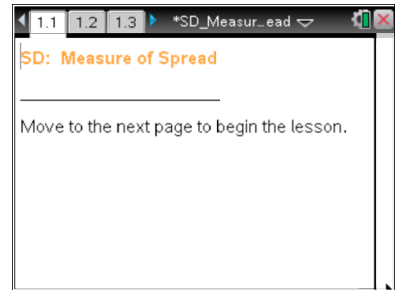 1.1 1.2 1.3 *SD_Measur...ead
SD: Measure of Spread
Move to the next page to begin the lesson.